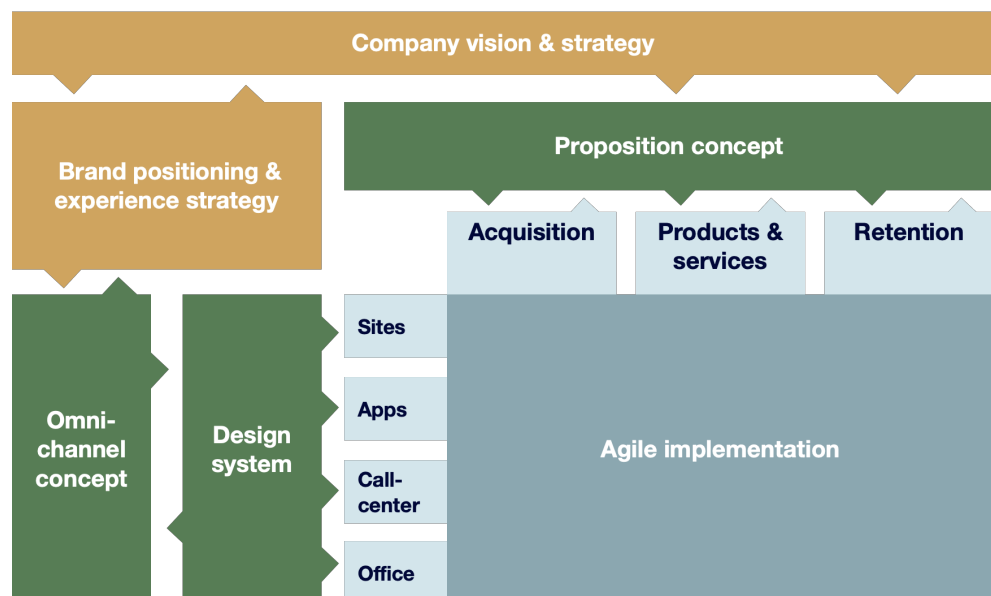 Company vision & strategy
Brand positioning &
experience strategy
Proposition concept
Acquisition
Products &
services
Retention
Omni-
channel
concept
Design
system
Sites
Apps
Call-
center
Office
Agile implementation